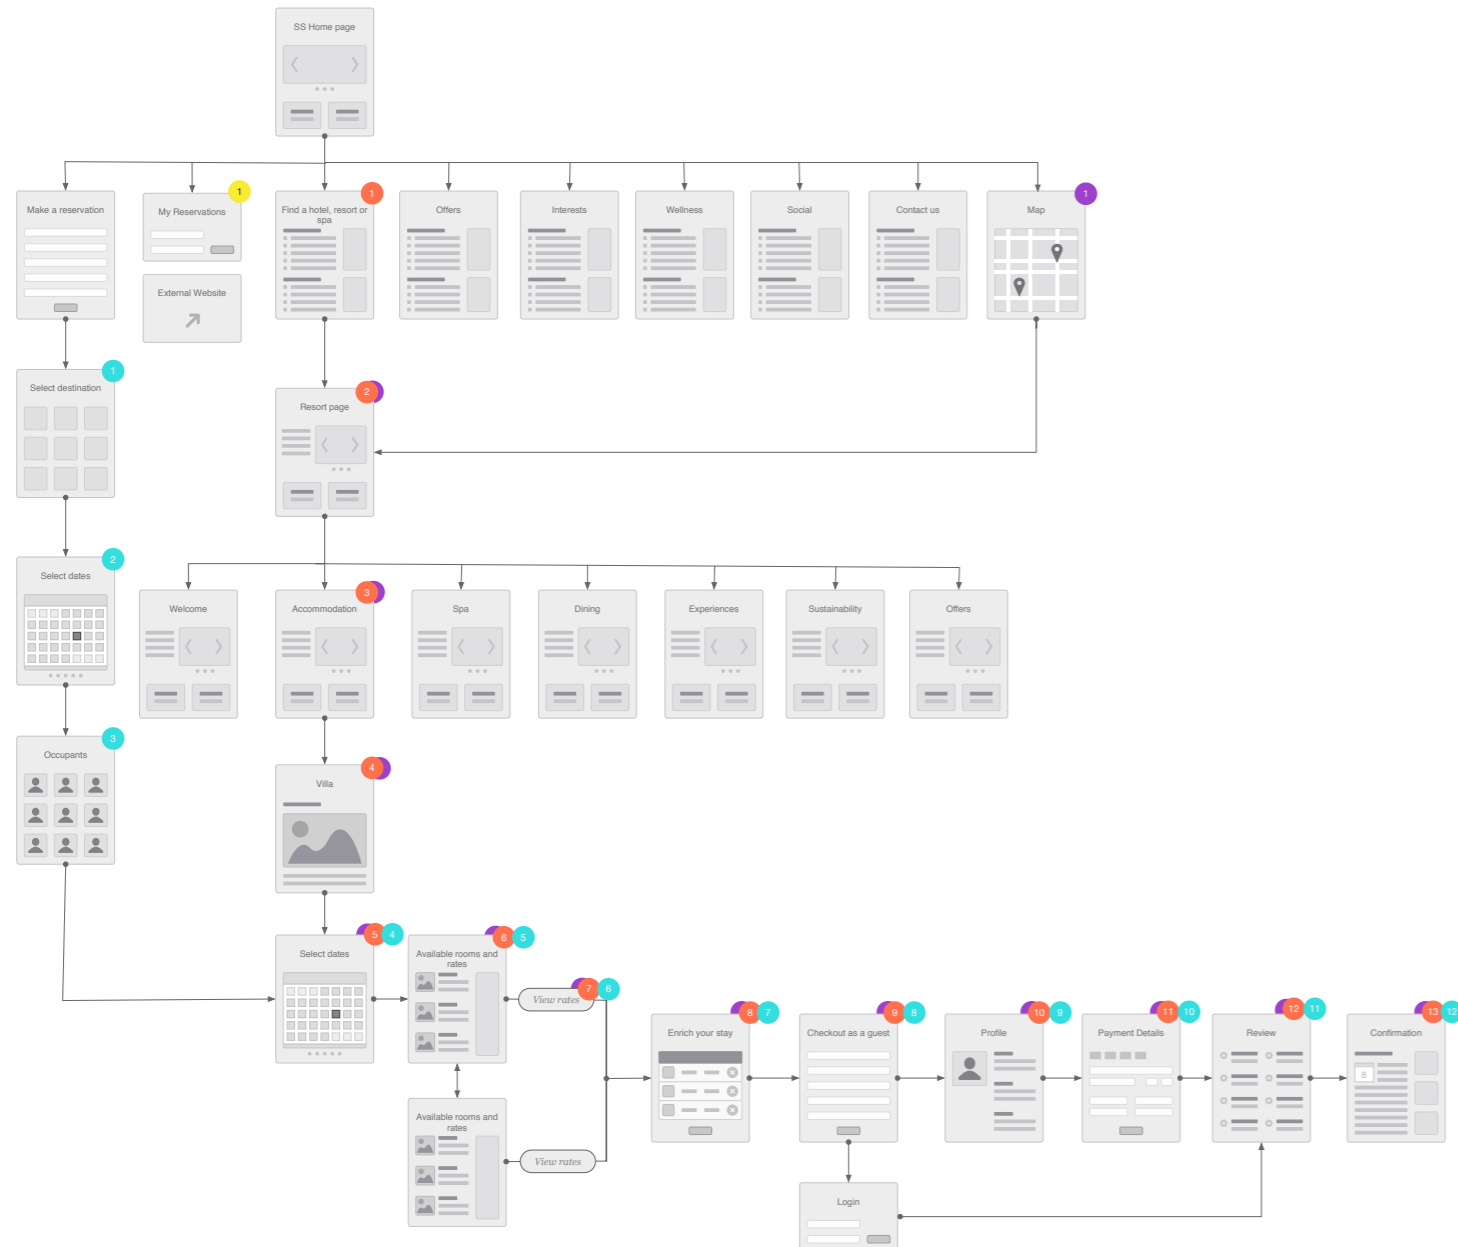 SS Home page
Make a reservation
1
My Reservations
1
Find a hotel, resort or
spa
Offers
Interests
Wellness
Social
Contact us
1
Map
External Website
1
Select destination
2
Resort page
2
Select dates
Welcome
3
Accommodation
Spa
Dining
Experiences
Sustainability
Offers
3
Occupants
4
Villa
5 4
Select dates
6 5
Available rooms and
rates
7 6
View rates
8 7
Enrich your stay
9 8
Checkout as a guest
10 9
Profile
11 10
Payment Details
12 11
Review
13 12
Confirmation
8
Available rooms and
rates
View rates
Login